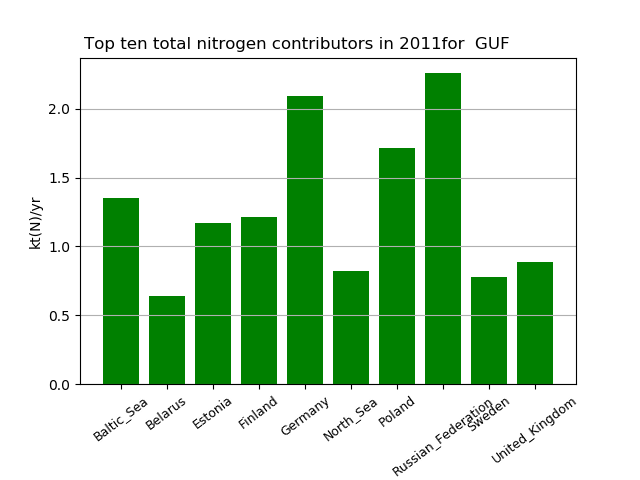 Top ten total nitrogen contributors in 2011for  GUF
kt(N)/yr
2.0
1.5
1.0
0.5
0.0
Baltic_Sea
Belarus
Estonia
Finland
Germany
North_Sea
Poland
Russian_Federation
Sweden
United_Kingdom